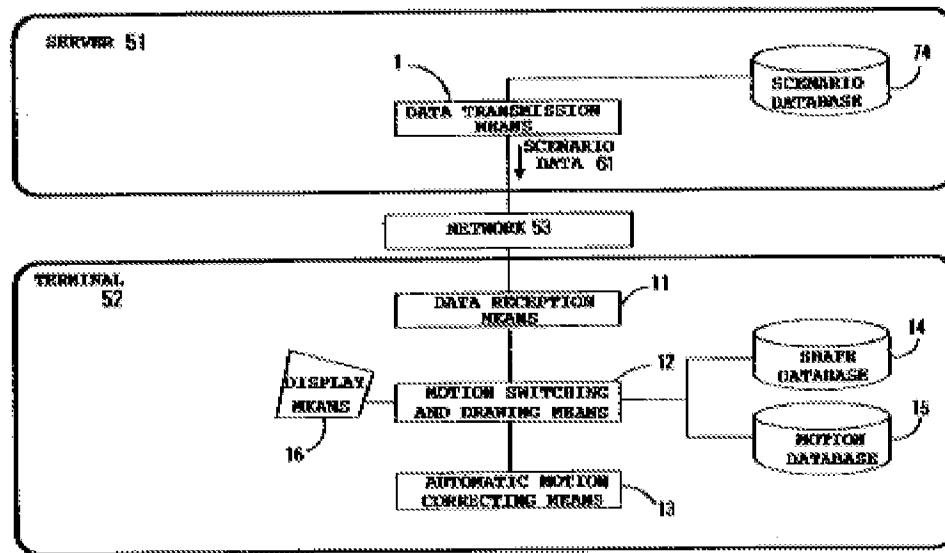 SERVER 51
1
74
SCENARIO
DATABASE
DATA TRANSMISSION
MEANS
SCENARIO
DATA 61
NETWORK 53
TERMINAL
52
11
DATA RECEPTION
MEANS
14
12
SHAPE
DATABASE
DISPLAY
MEANS
MOTION SWITCHING
AND DRAWING MEANS
15
16
MOTION
DATABASE
AUTOMATIC MOTION
CORRECTING MEANS
13